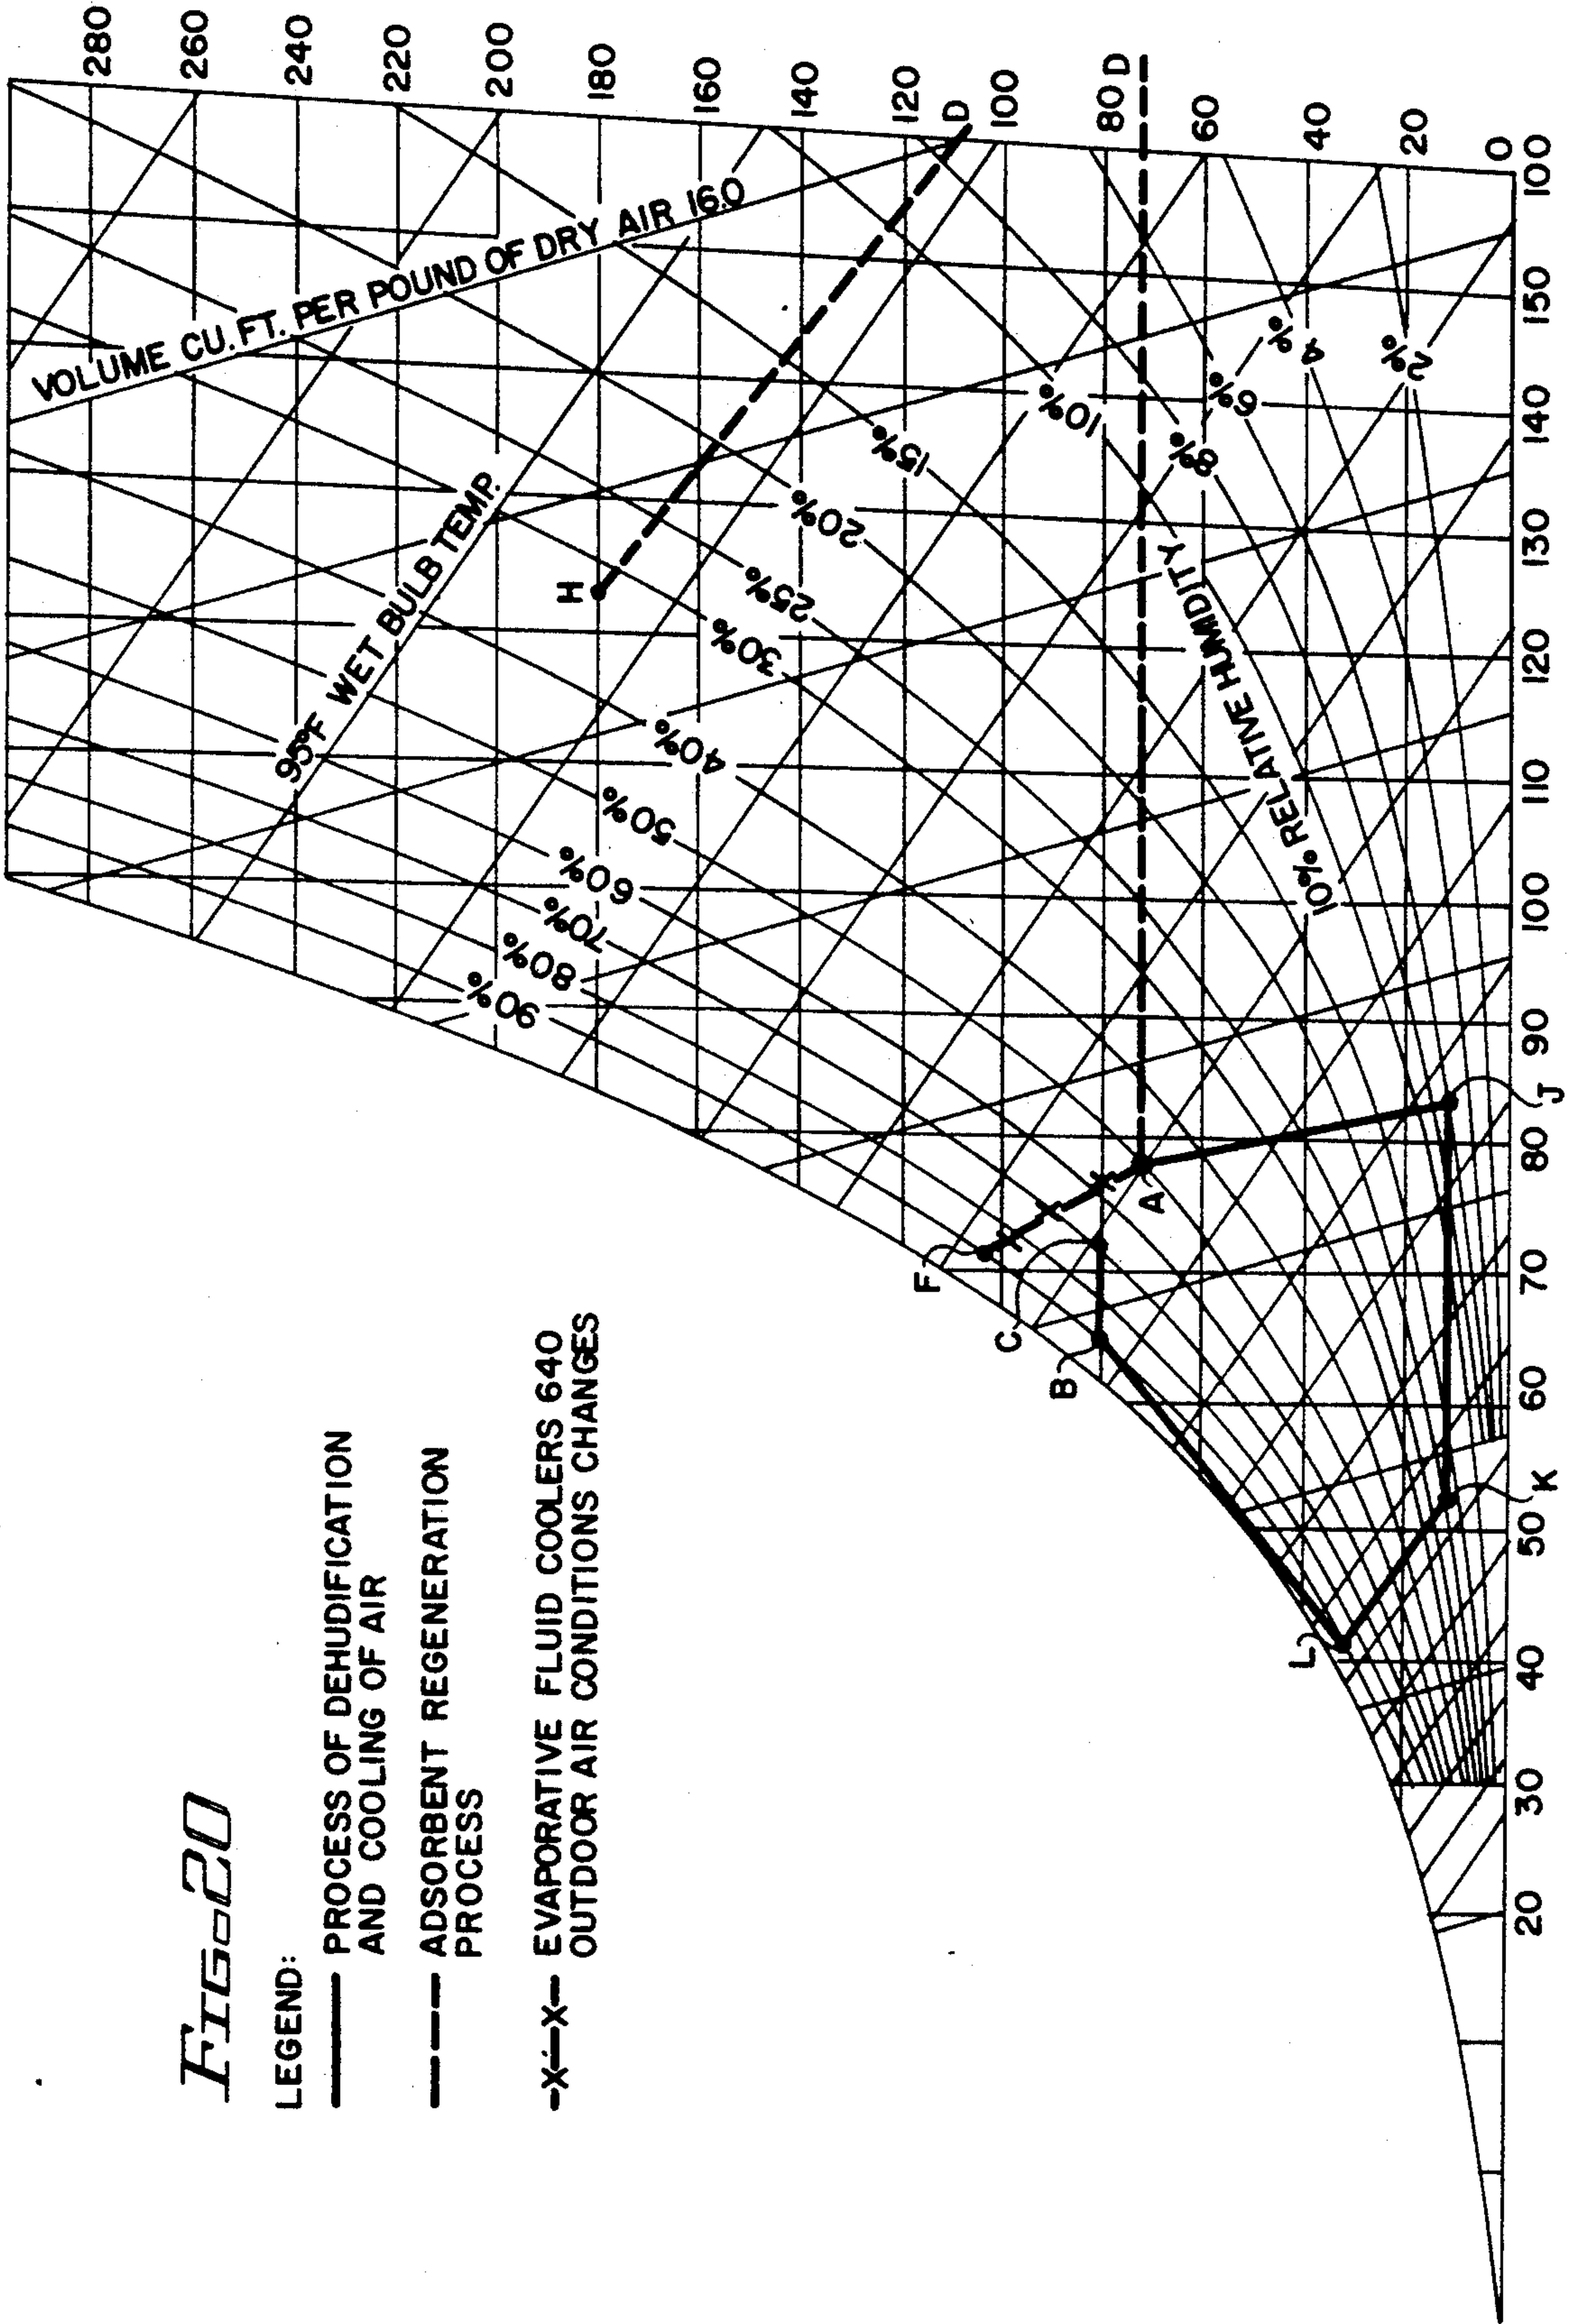 FIG-20
LEGEND:
PROCESS OF DEHUDIFICATION
AND COOLING OF AIR
ADSORBENT REGENERATION
PROCESS
-X-X- EVAPORATIVE FLUID COOLERS 640
OUTDOOR AIR CONDITIONS CHANGES
VOLUME CU. FT. PER POUND OF DRY AIR 16.0
95°F WET BULB TEMP.
10% RELATIVE HUMIDITY
90%
80%
70%
60%
50%
40%
30%
25%
20%
15%
10%
8%
6%
4%
2%
H
D
D
F
C
B
A
L
K
J
280
260
240
220
200
180
160
140
120
100
80
60
40
20
0
20
30
40
50
60
70
80
90
100
110
120
130
140
150
100